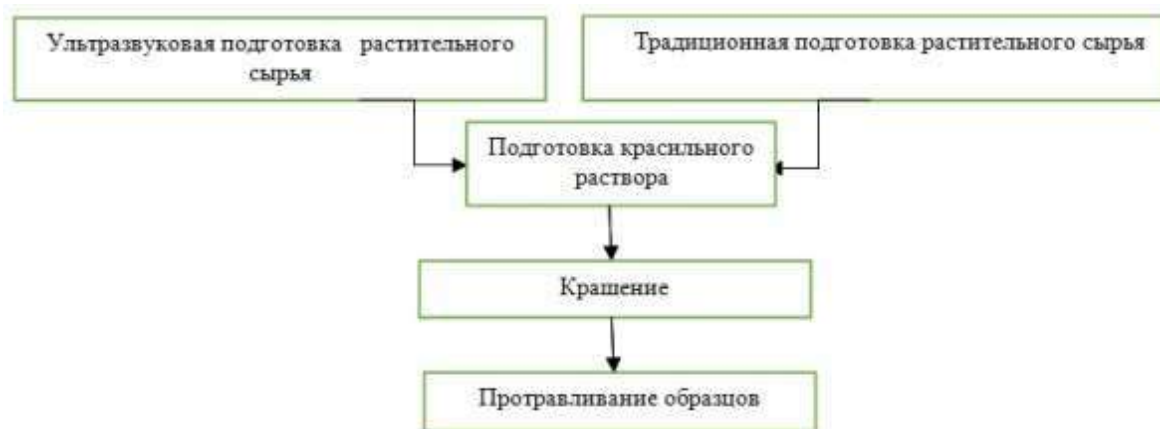 Ультразвуковая подготовка растительного
сырья
Традиционная подготовка растительного сырья
Подготовка красильного
раствора
Крашение
Протравливание образцов